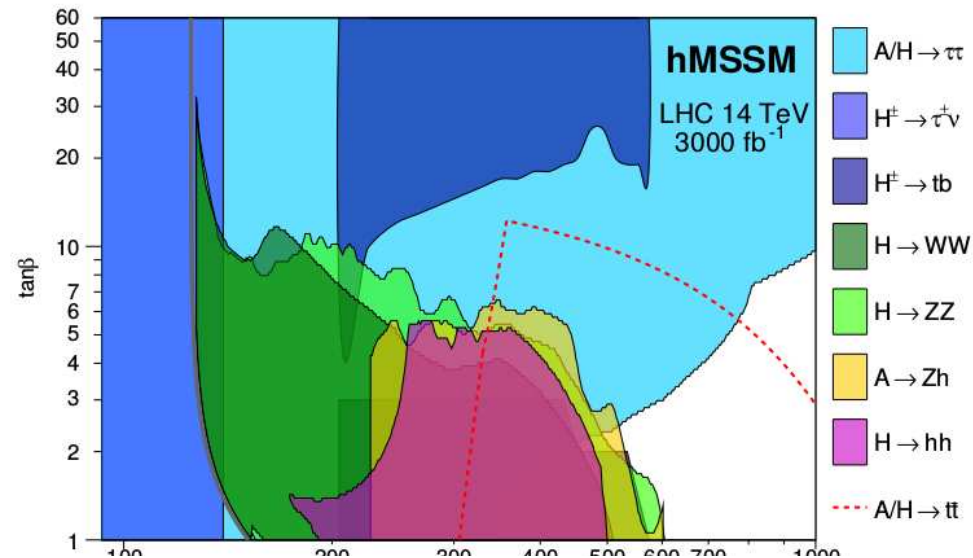 60
50
40
30
20
10
7
6
5
4
3
2
1
tanβ
hMSSM
LHC 14 TeV
3000 fb⁻¹
A/H → ττ
H± → τ⁺ν
H± → tb
H → WW
H → ZZ
A → Zh
H → hh
A/H → tt
100 200 300 400 500 600 700 1000